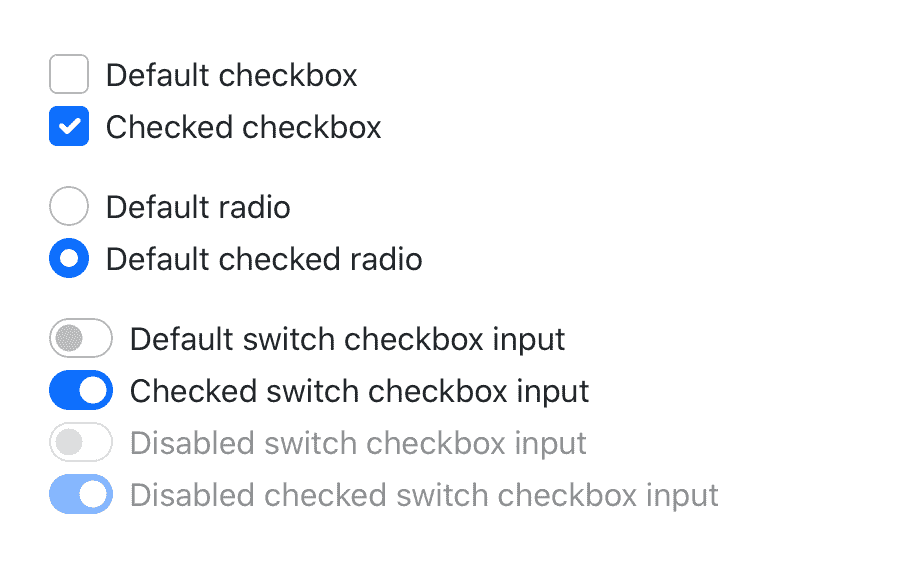 Default checkbox
Checked checkbox
Default radio
Default checked radio
Default switch checkbox input
Checked switch checkbox input
Disabled switch checkbox input
Disabled checked switch checkbox input